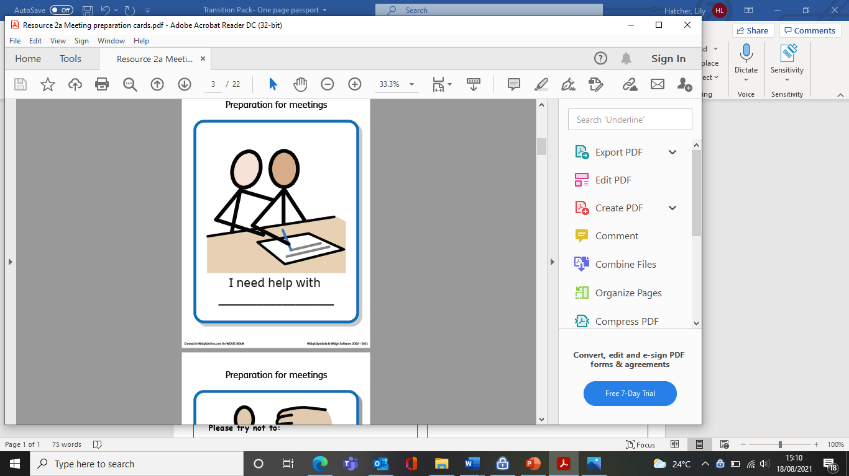 AutoSave Off
Transition Pack- One page passport
Search
Hatcher, Lily HL
Resource 2a Meeting preparation cards.pdf - Adobe Acrobat Reader DC (32-bit)
File Edit View Sign Window Help
Share Comments
Home Tools Resource 2a Meeti... × Sign In
Dictate Sensitivity
Voice Sensitivity
3 / 22 33.3%
Preparation for meetings
I need help with
Search 'Underline'
Export PDF
Edit PDF
Create PDF
Comment
Combine Files
Organize Pages
Compress PDF
Convert, edit and e-sign PDF
forms & agreements
Free 7-Day Trial
Preparation for meetings
Please try not to:
Page 1 of 1 75 words Focus 100%
Type here to search
24°C
15:10
18/08/2021
18